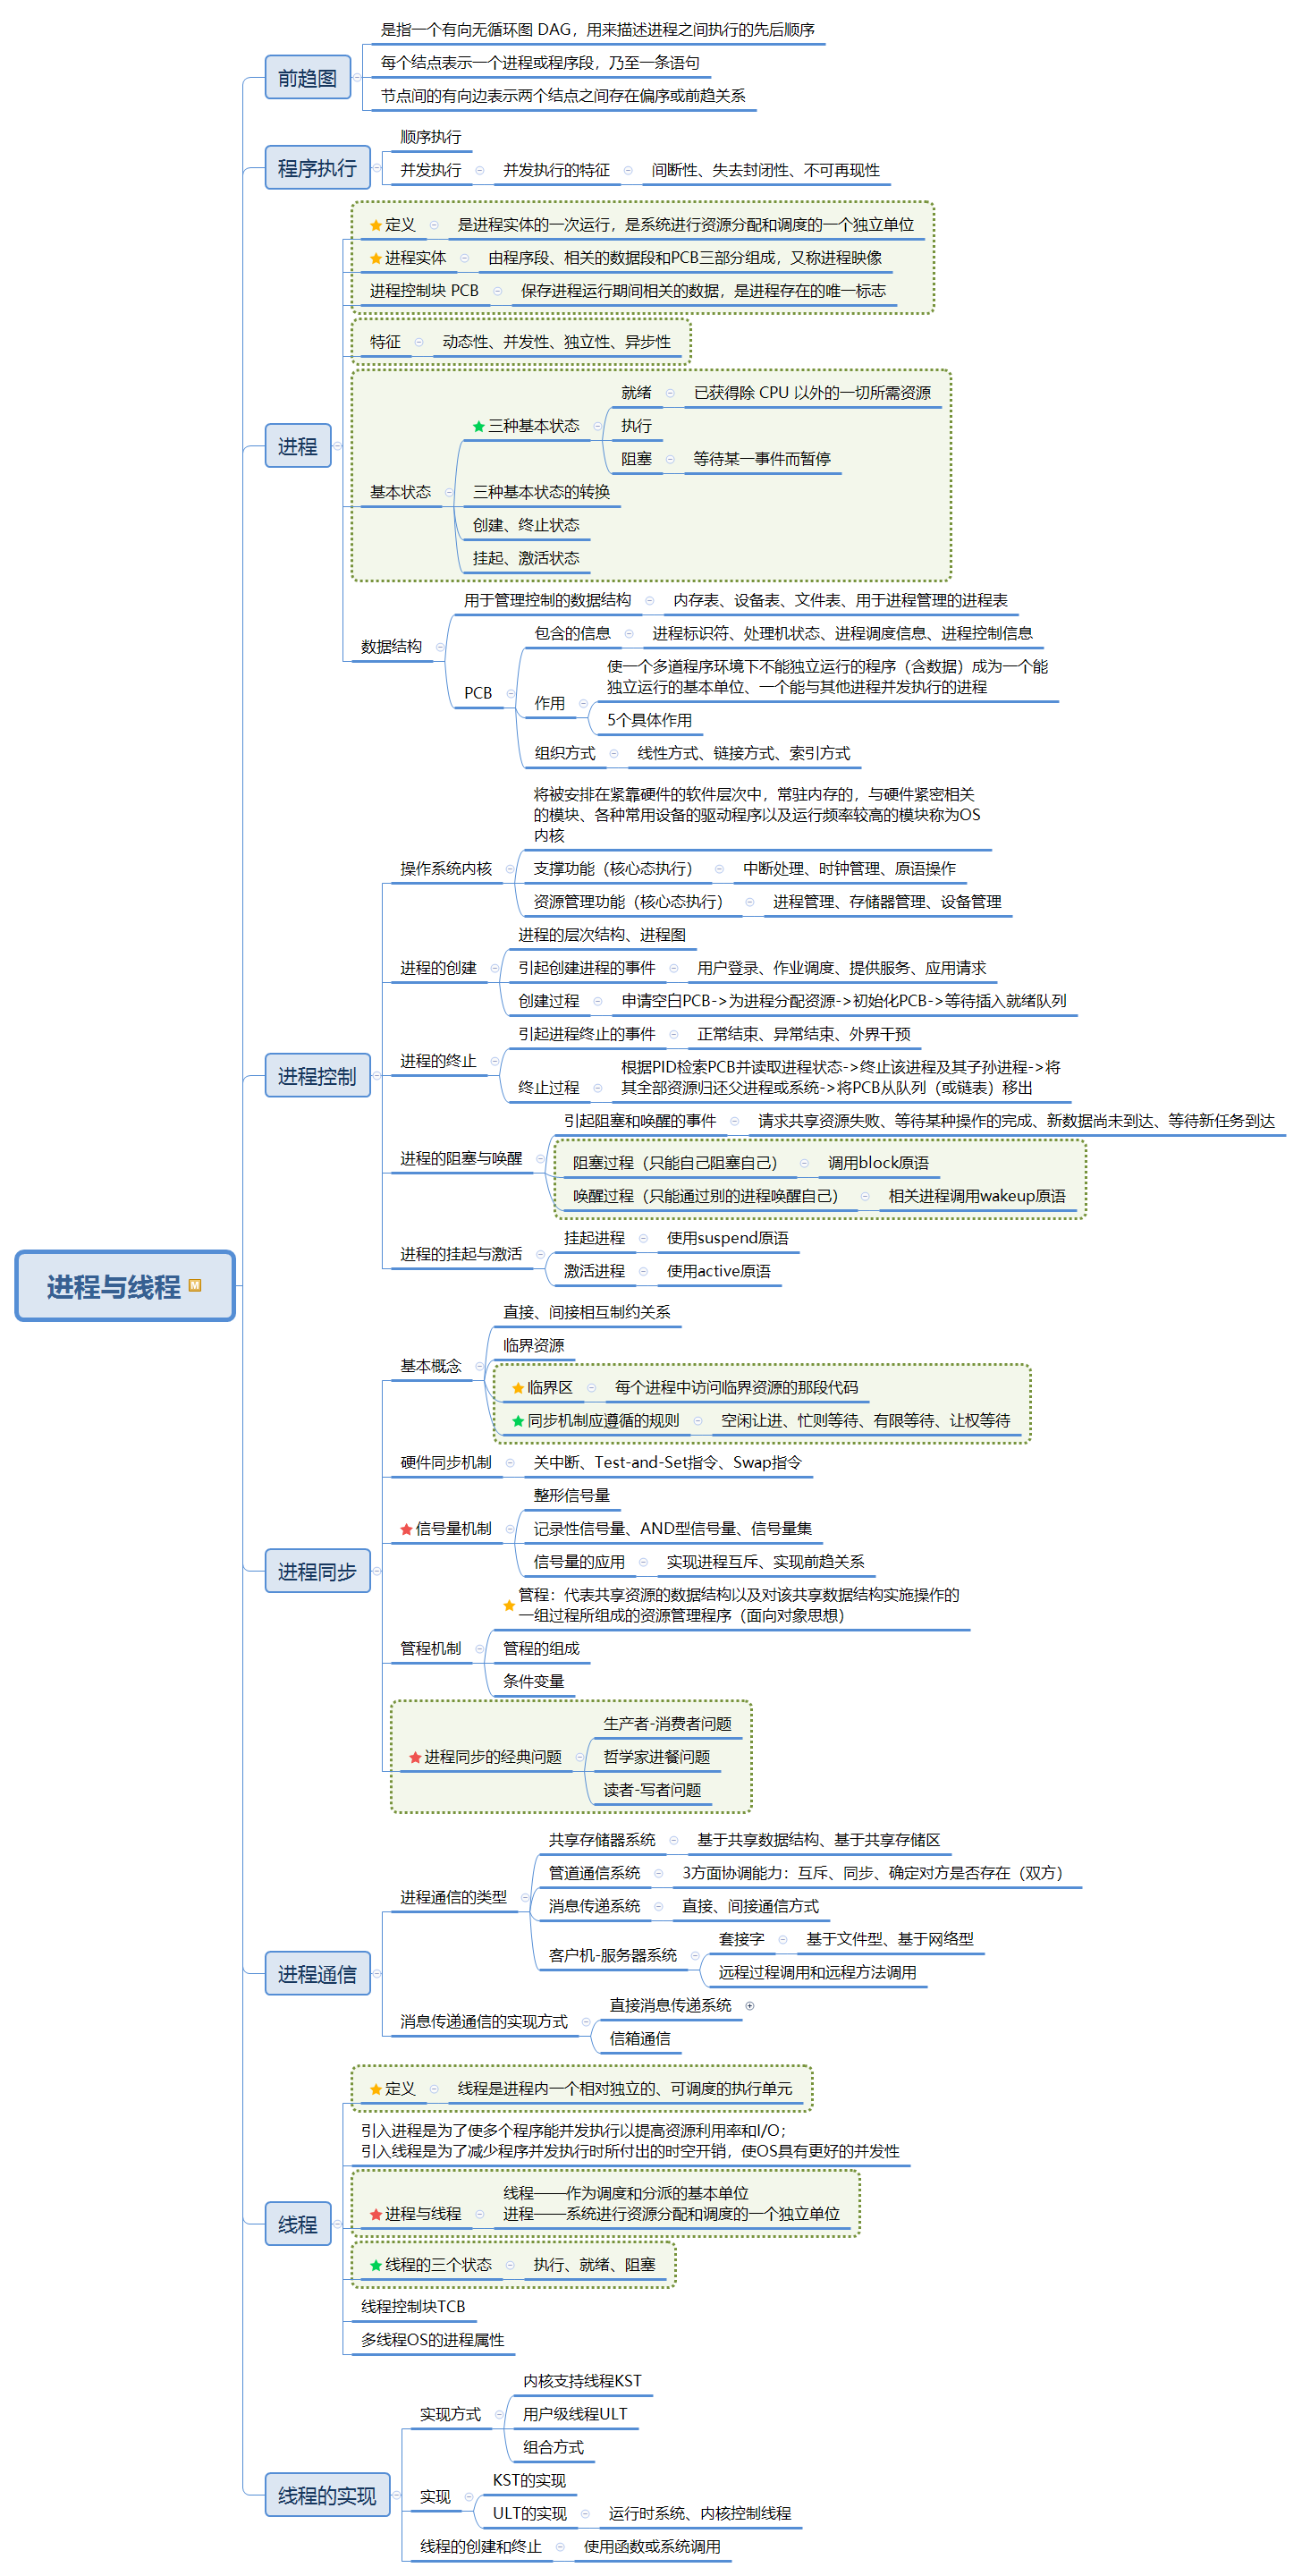 是指一个有向无循环图 DAG，用来描述进程之间执行的先后顺序
前趋图
每个结点表示一个进程或程序段，乃至一条语句
节点间的有向边表示两个结点之间存在偏序或前趋关系
顺序执行
程序执行
并发执行
并发执行的特征
间断性、失去封闭性、不可再现性
定义
是进程实体的一次运行，是系统进行资源分配和调度的一个独立单位
进程实体
由程序段、相关的数据段和PCB三部分组成，又称进程映像
进程控制块 PCB
保存进程运行期间相关的数据，是进程存在的唯一标志
特征
动态性、并发性、独立性、异步性
进程
基本状态
三种基本状态
就绪
已获得除 CPU 以外的一切所需资源
执行
阻塞
等待某一事件而暂停
三种基本状态的转换
创建、终止状态
挂起、激活状态
数据结构
用于管理控制的数据结构
内存表、设备表、文件表、用于进程管理的进程表
PCB
包含的信息
进程标识符、处理机状态、进程调度信息、进程控制信息
作用
使一个多道程序环境下不能独立运行的程序（含数据）成为一个能
独立运行的基本单位、一个能与其他进程并发执行的进程
5个具体作用
组织方式
线性方式、链接方式、索引方式
进程控制
操作系统内核
将被安排在紧靠硬件的软件层次中，常驻内存的，与硬件紧密相关
的模块、各种常用设备的驱动程序以及运行频率较高的模块称为OS
内核
支撑功能（核心态执行）
中断处理、时钟管理、原语操作
资源管理功能（核心态执行）
进程管理、存储器管理、设备管理
进程的创建
进程的层次结构、进程图
引起创建进程的事件
用户登录、作业调度、提供服务、应用请求
创建过程
申请空白PCB->为进程分配资源->初始化PCB->等待插入就绪队列
进程的终止
引起进程终止的事件
正常结束、异常结束、外界干预
终止过程
根据PID检索PCB并读取进程状态->终止该进程及其子孙进程->将
其全部资源归还父进程或系统->将PCB从队列（或链表）移出
进程的阻塞与唤醒
引起阻塞和唤醒的事件
请求共享资源失败、等待某种操作的完成、新数据尚未到达、等待新任务到达
阻塞过程（只能自己阻塞自己）
调用block原语
唤醒过程（只能通过别的进程唤醒自己）
相关进程调用wakeup原语
进程的挂起与激活
挂起进程
使用suspend原语
激活进程
使用active原语
进程与线程
M
进程同步
基本概念
直接、间接相互制约关系
临界资源
临界区
每个进程中访问临界资源的那段代码
同步机制应遵循的规则
空闲让进、忙则等待、有限等待、让权等待
硬件同步机制
关中断、Test-and-Set指令、Swap指令
信号量机制
整形信号量
记录性信号量、AND型信号量、信号量集
信号量的应用
实现进程互斥、实现前趋关系
管程机制
管程：代表共享资源的数据结构以及对该共享数据结构实施操作的
一组过程所组成的资源管理程序（面向对象思想）
管程的组成
条件变量
进程同步的经典问题
生产者-消费者问题
哲学家进餐问题
读者-写者问题
进程通信
进程通信的类型
共享存储器系统
基于共享数据结构、基于共享存储区
管道通信系统
3方面协调能力：互斥、同步、确定对方是否存在（双方）
消息传递系统
直接、间接通信方式
客户机-服务器系统
套接字
基于文件型、基于网络型
远程过程调用和远程方法调用
消息传递通信的实现方式
直接消息传递系统
信箱通信
线程
定义
线程是进程内一个相对独立的、可调度的执行单元
引入进程是为了使多个程序能并发执行以提高资源利用率和I/O；
引入线程是为了减少程序并发执行时所付出的时空开销，使OS具有更好的并发性
进程与线程
线程——作为调度和分派的基本单位
进程——系统进行资源分配和调度的一个独立单位
线程的三个状态
执行、就绪、阻塞
线程控制块TCB
多线程OS的进程属性
线程的实现
实现方式
内核支持线程KST
用户级线程ULT
组合方式
实现
KST的实现
ULT的实现
运行时系统、内核控制线程
线程的创建和终止
使用函数或系统调用